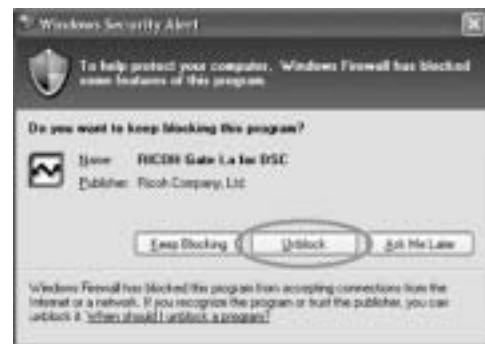 Windows Security Alert
To help protect your computer, Windows Firewall has blocked
some features of this program.
Do you want to keep blocking this program?
Name: RICOH Gate La for DSC
Publisher: Ricoh Company, Ltd
Keep Blocking Unblock Ask Me Later
Windows Firewall has blocked this program from accepting connections from the
Internet or a network. If you recognize the program or trust the publisher, you can
unblock it. When should I unblock a program?